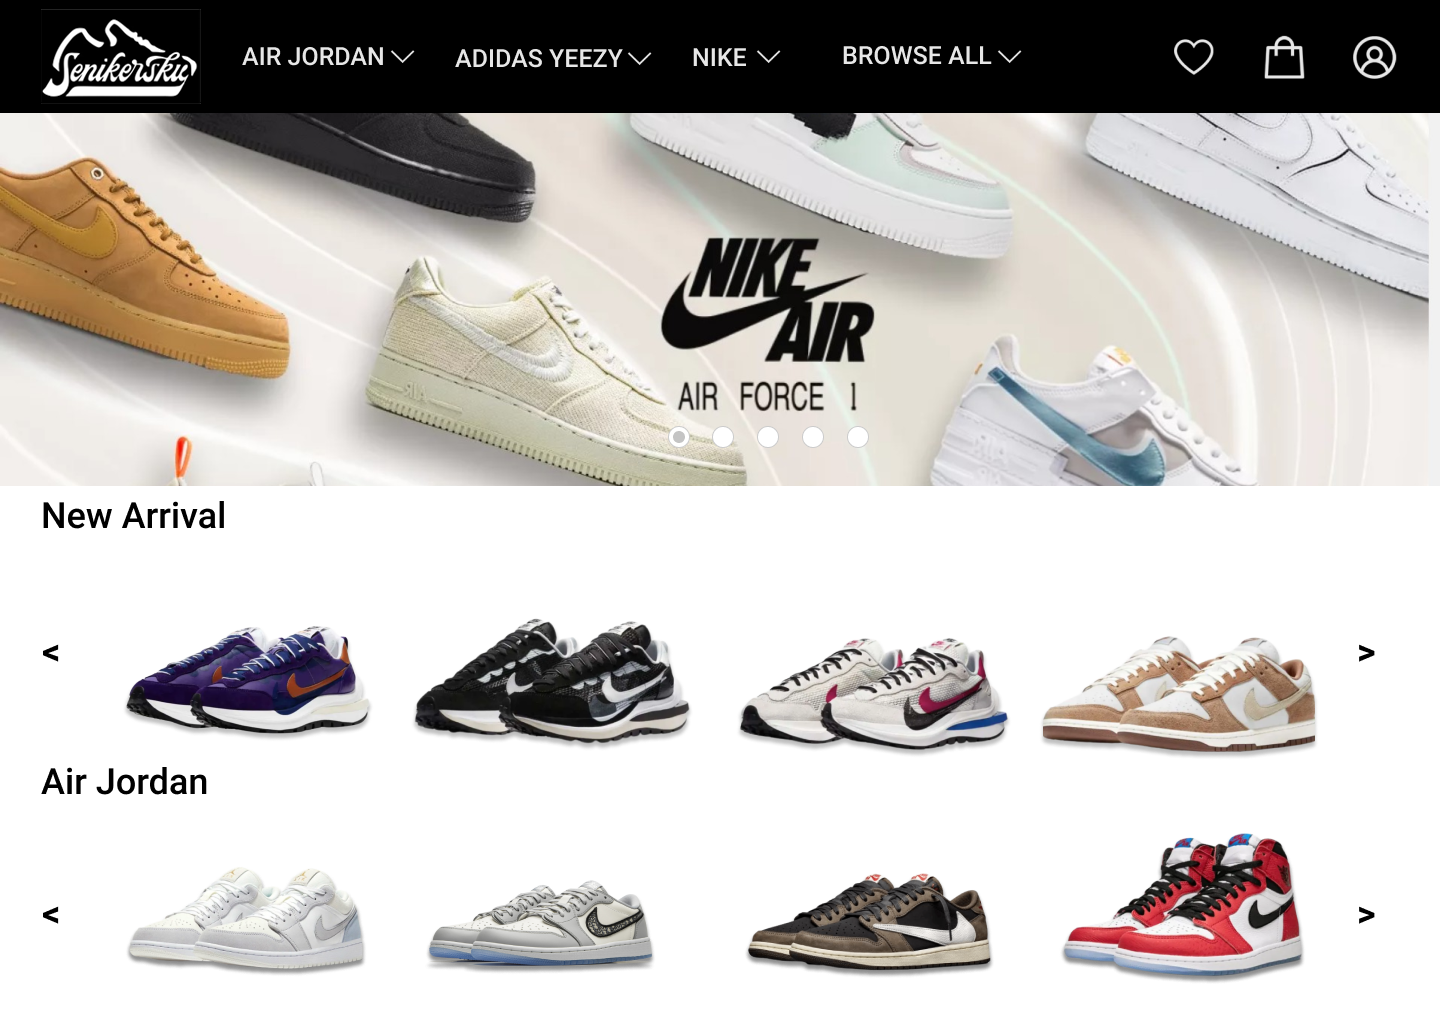 Senikersku
AIR JORDAN
ADIDAS YEEZY
NIKE
BROWSE ALL
NIKE
AIR
AIR FORCE 1
New Arrival
<
>
Air Jordan
<
>